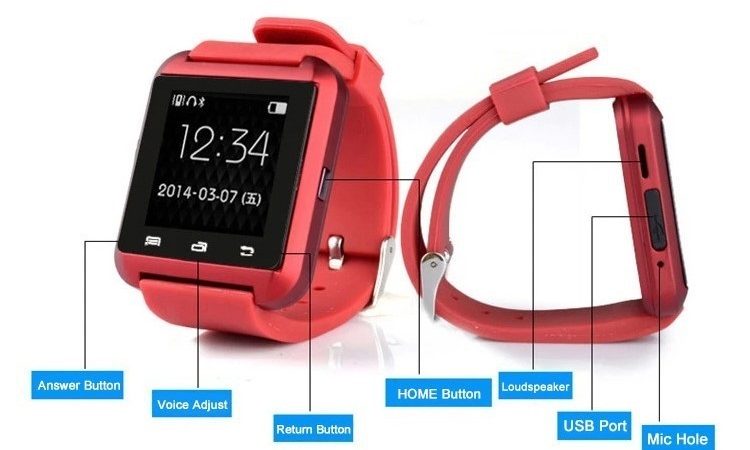 12:34
2014-03-07 (五)
Answer Button
Voice Adjust
Return Button
HOME Button
Loudspeaker
USB Port
Mic Hole